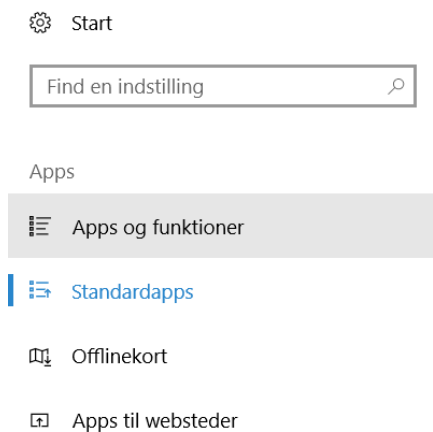 Start
Find en indstilling
Apps
Apps og funktioner
Standardapps
Offlinekort
Apps til websteder